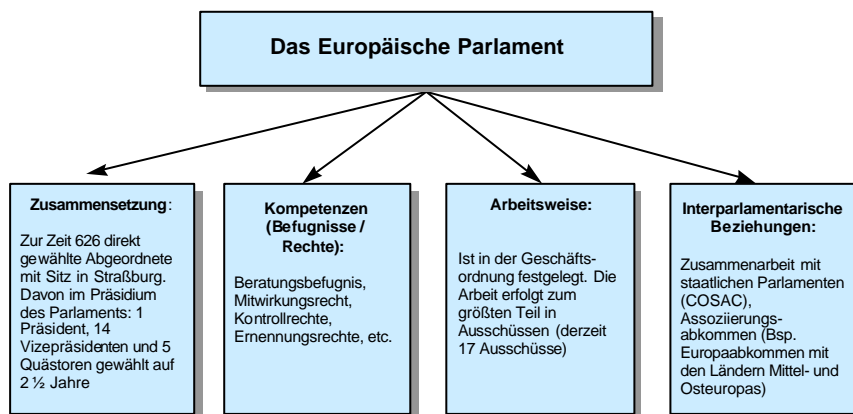 Das Europäische Parlament
Zusammensetzung:
Zur Zeit 626 direkt
gewählte Abgeordnete
mit Sitz in Straßburg.
Davon im Präsidium
des Parlaments: 1
Präsident, 14
Vizepräsidenten und 5
Quästoren gewählt auf
2 ½ Jahre
Kompetenzen
(Befugnisse /
Rechte):
Beratungsbefugnis,
Mitwirkungsrecht,
Kontrollrechte,
Ernennungsrechte, etc.
Arbeitsweise:
Ist in der Geschäfts-
ordnung festgelegt. Die
Arbeit erfolgt zum
größten Teil in
Ausschüssen (derzeit
17 Ausschüsse)
Interparlamentarische
Beziehungen:
Zusammenarbeit mit
staatlichen Parlamenten
(COSAC),
Assoziierungs-
abkommen (Bsp.
Europaabkommen mit
den Ländern Mittel- und
Osteuropas)